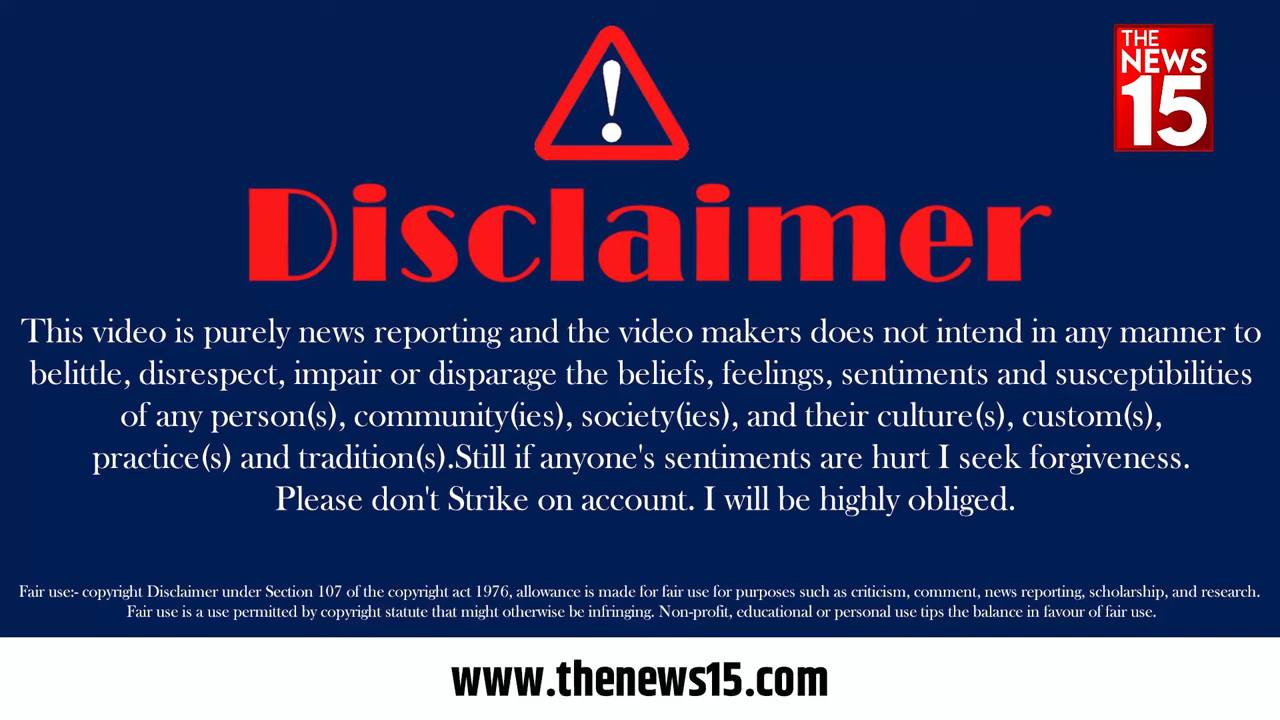 THE
NEWS
15
Disclaimer
This video is purely news reporting and the video makers does not intend in any manner to
belittle, disrespect, impair or disparage the beliefs, feelings, sentiments and susceptibilities
of any person(s), community(ies), society(ies), and their culture(s), custom(s),
practice(s) and tradition(s).Still if anyone's sentiments are hurt I seek forgiveness.
Please don't Strike on account. I will be highly obliged.
Fair use:- copyright Disclaimer under Section 107 of the copyright act 1976, allowance is made for fair use for purposes such as criticism, comment, news reporting, scholarship, and research.
Fair use is a use permitted by copyright statute that might otherwise be infringing. Non-profit, educational or personal use tips the balance in favour of fair use.
www.thenews15.com